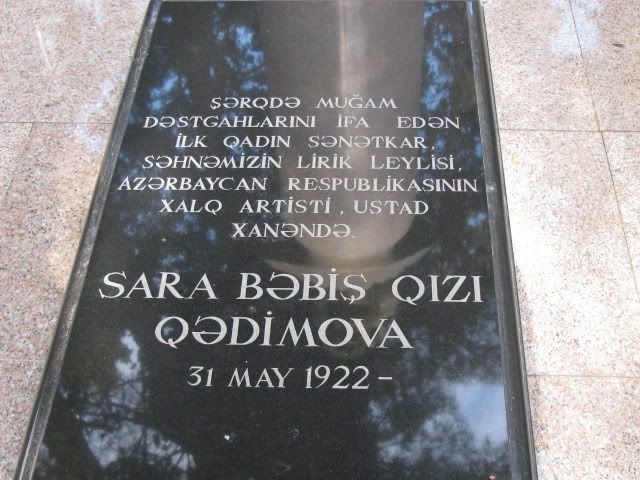 ŞƏRQDƏ MUĞAM
DƏSTGAHLARINI İFA EDƏN
İLK QADIN SƏNƏTKAR,
SƏHNƏMİZİN LİRİK LEYLİSİ,
AZƏRBAYCAN RESPUBLİKASININ
XALQ ARTİSTİ, USTAD
XANƏNDƏ.
SARA BƏBİŞ QIZI
QƏDİMOVA
31 MAY 1922 –